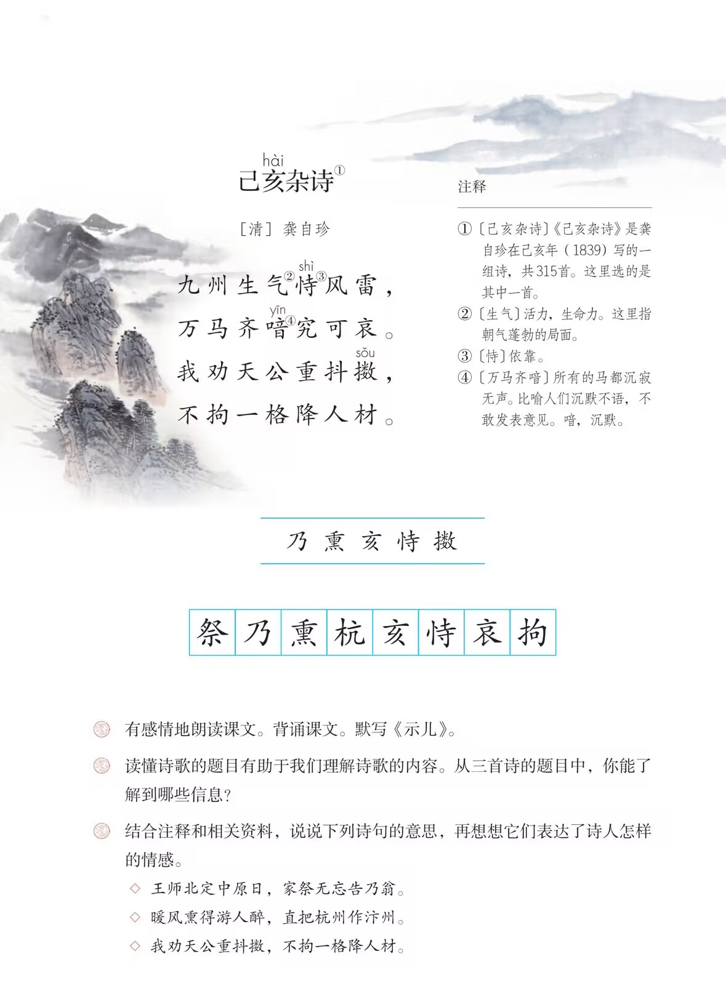 hài
己亥杂诗①
［清］ 龚自珍
shì
九州生气②恃③风雷，
yīn
万马齐喑④究可哀。
sǒu
我劝天公重抖擞，
不拘一格降人材。
注释
①〔己亥杂诗〕《己亥杂诗》是龚
自珍在己亥年（1839）写的一
组诗，共315首。这里选的是
其中一首。
②〔生气〕活力，生命力。这里指
朝气蓬勃的局面。
③〔恃〕依靠。
④〔万马齐喑〕所有的马都沉寂
无声。比喻人们沉默不语，不
敢发表意见。喑，沉默。
乃 熏 亥 恃 擞
祭 乃 熏 杭 亥 恃 哀 拘
有感情地朗读课文。背诵课文。默写《示儿》。
读懂诗歌的题目有助于我们理解诗歌的内容。从三首诗的题目中，你能了
解到哪些信息？
结合注释和相关资料，说说下列诗句的意思，再想想它们表达了诗人怎样
的情感。
◇ 王师北定中原日，家祭无忘告乃翁。
◇ 暖风熏得游人醉，直把杭州作汴州。
◇ 我劝天公重抖擞，不拘一格降人材。